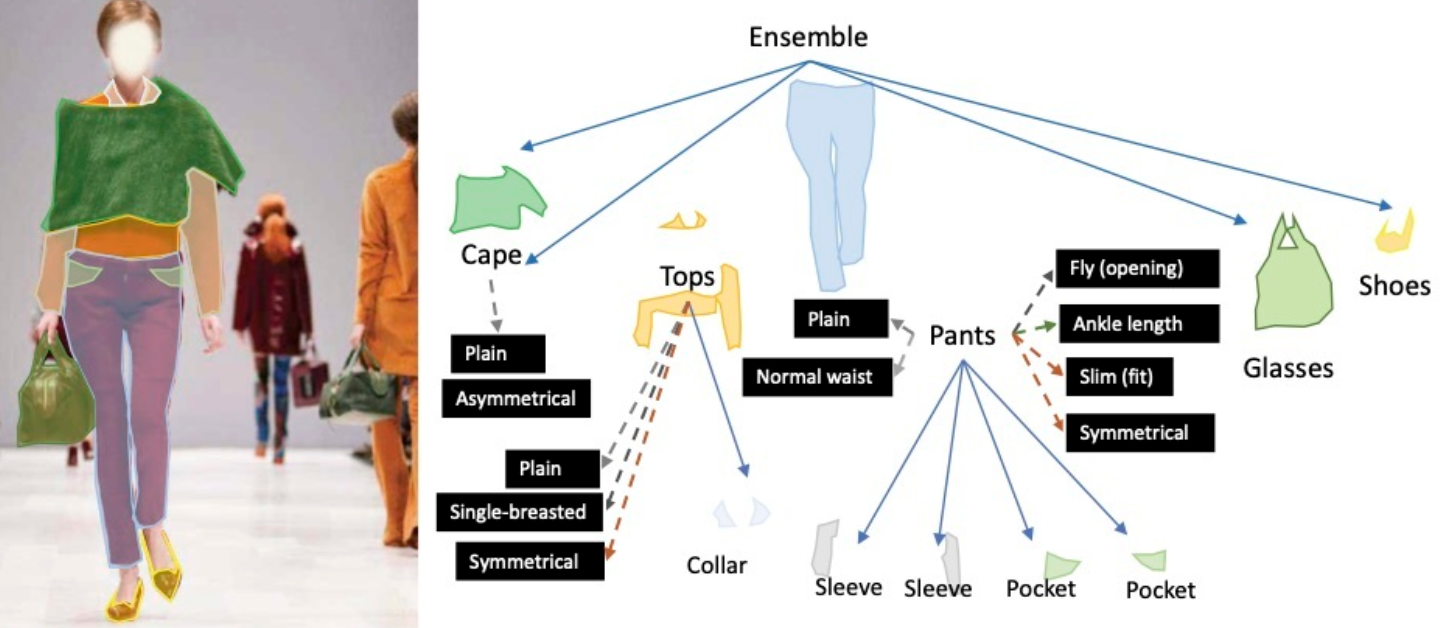 Ensemble
Cape
Tops
Plain
Asymmetrical
Plain
Single-breasted
Symmetrical
Collar
Plain
Normal waist
Pants
Fly (opening)
Ankle length
Slim (fit)
Symmetrical
Sleeve
Sleeve
Pocket
Pocket
Glasses
Shoes